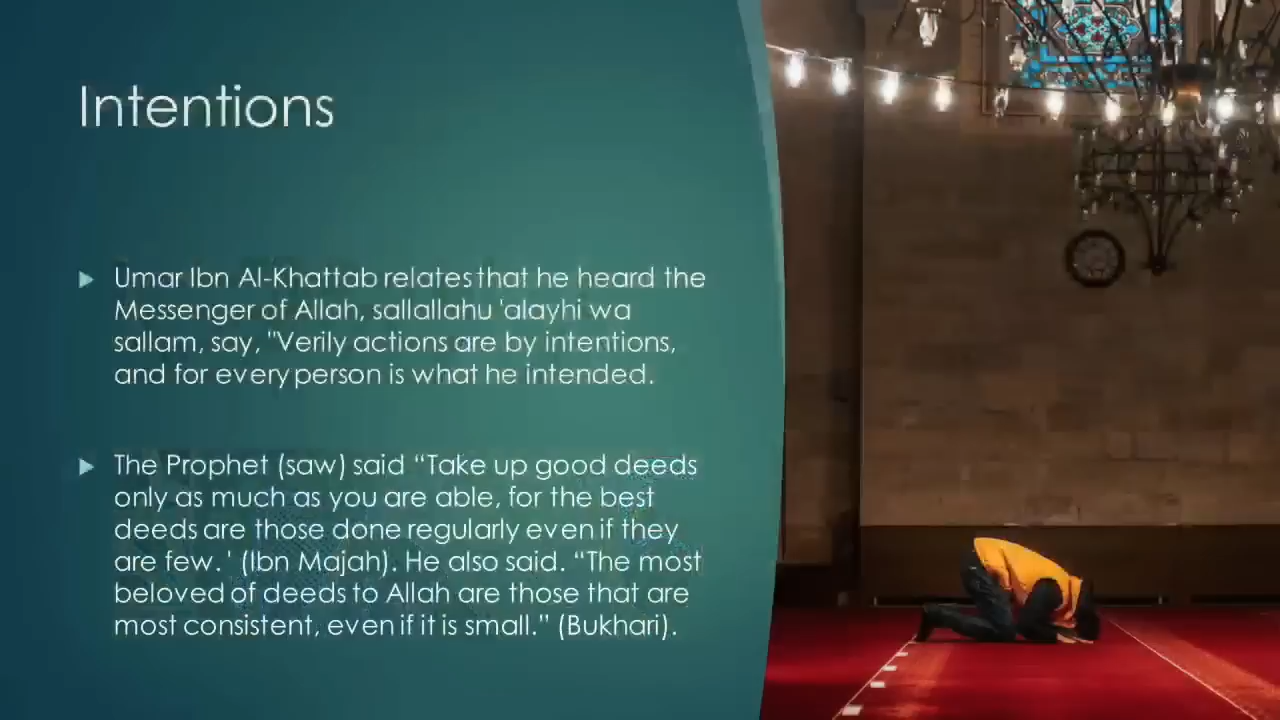 Intentions
Umar Ibn Al-Khattab relates that he heard the
Messenger of Allah, sallallahu 'alayhi wa
sallam, say, "Verily actions are by intentions,
and for every person is what he intended.
The Prophet (saw) said “Take up good deeds
only as much as you are able, for the best
deeds are those done regularly even if they
are few. ' (Ibn Majah). He also said. “The most
beloved of deeds to Allah are those that are
most consistent, even if it is small.” (Bukhari).